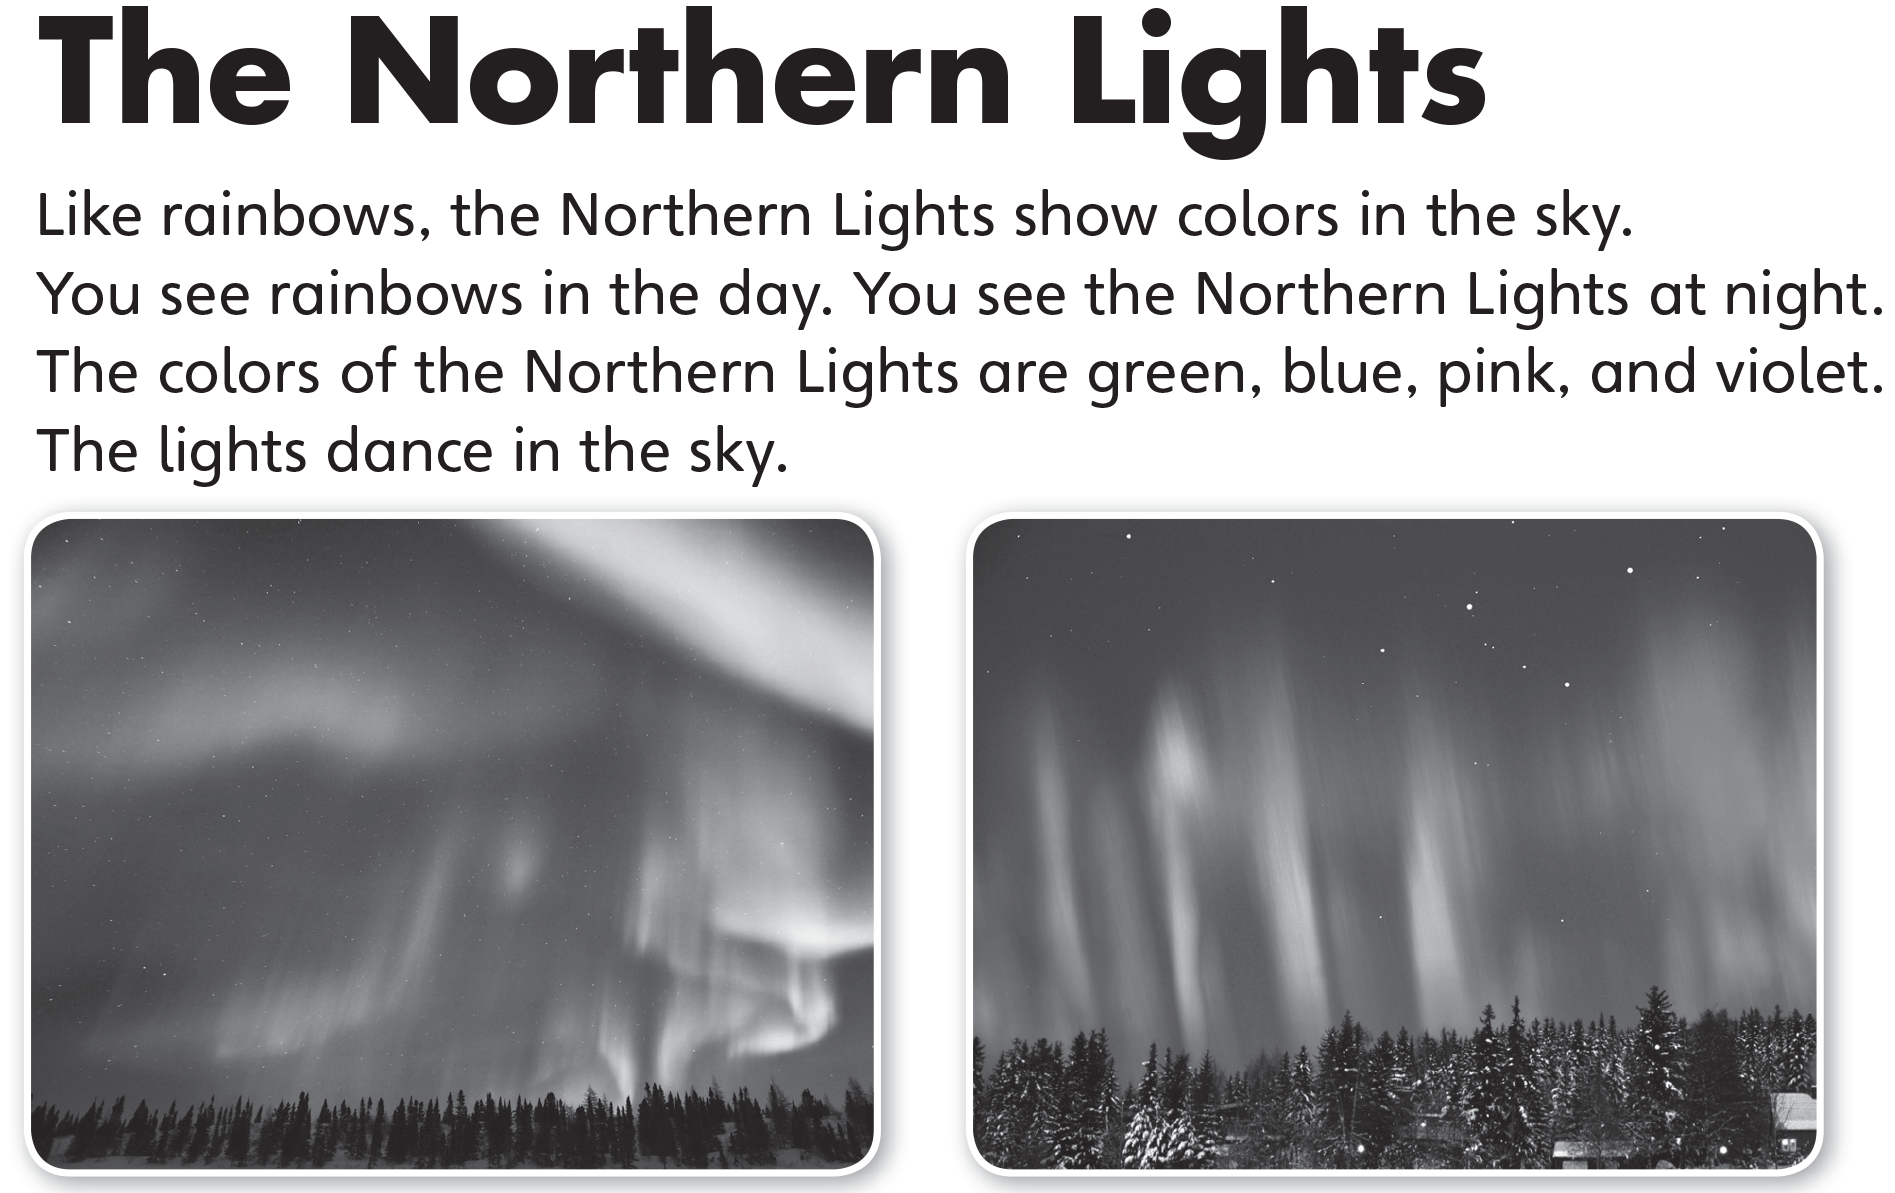 The Northern Lights
Like rainbows, the Northern Lights show colors in the sky.
You see rainbows in the day. You see the Northern Lights at night.
The colors of the Northern Lights are green, blue, pink, and violet.
The lights dance in the sky.